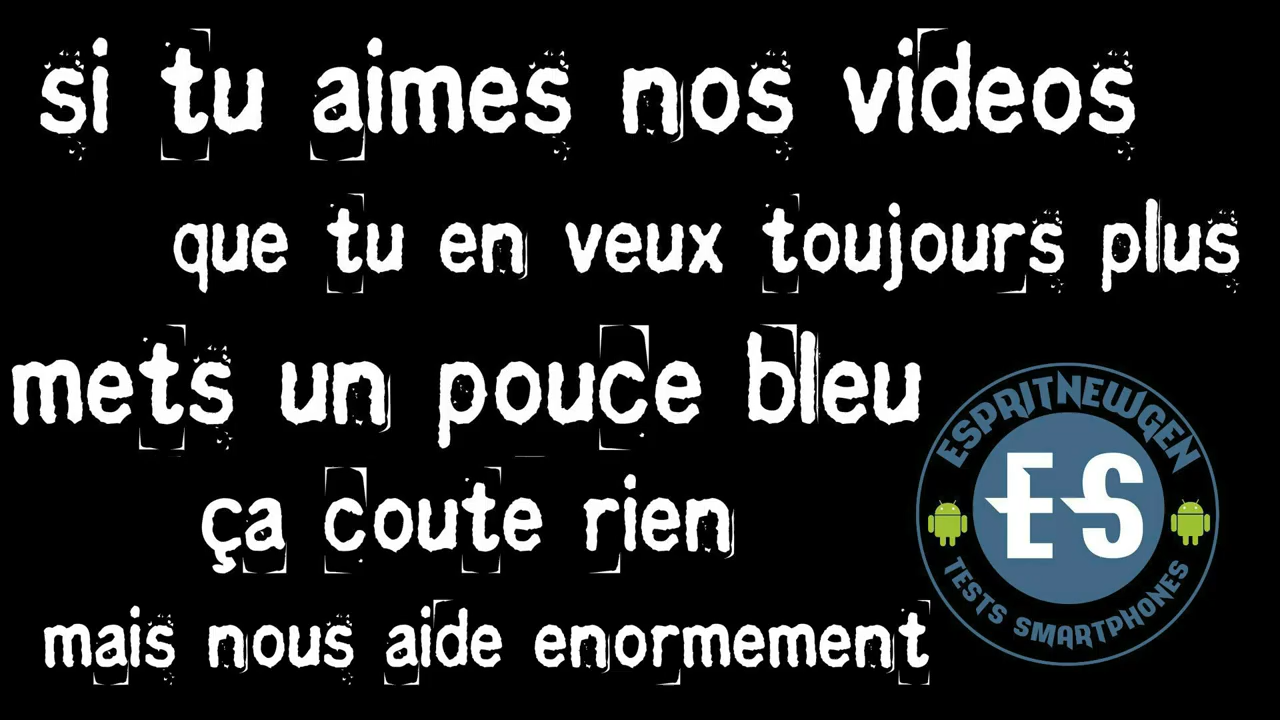 si tu aimes nos videos
que tu en veux toujours plus
mets un pouce bleu
ça coute rien
mais nous aide enormement
ESPRITNEWGEN
ES
TESTS SMARTPHONES